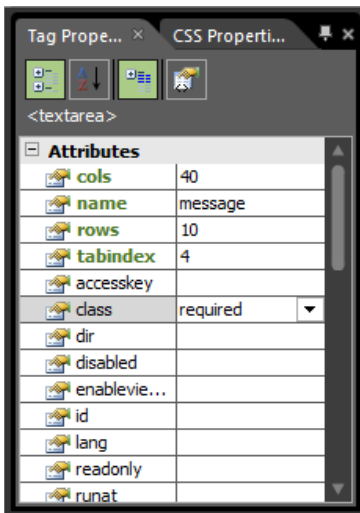 Tag Prope... × CSS Properti...
<textarea>
Attributes
cols 40
name message
rows 10
tabindex 4
accesskey
class required
dir
disabled
enablevie...
id
lang
readonly
runat